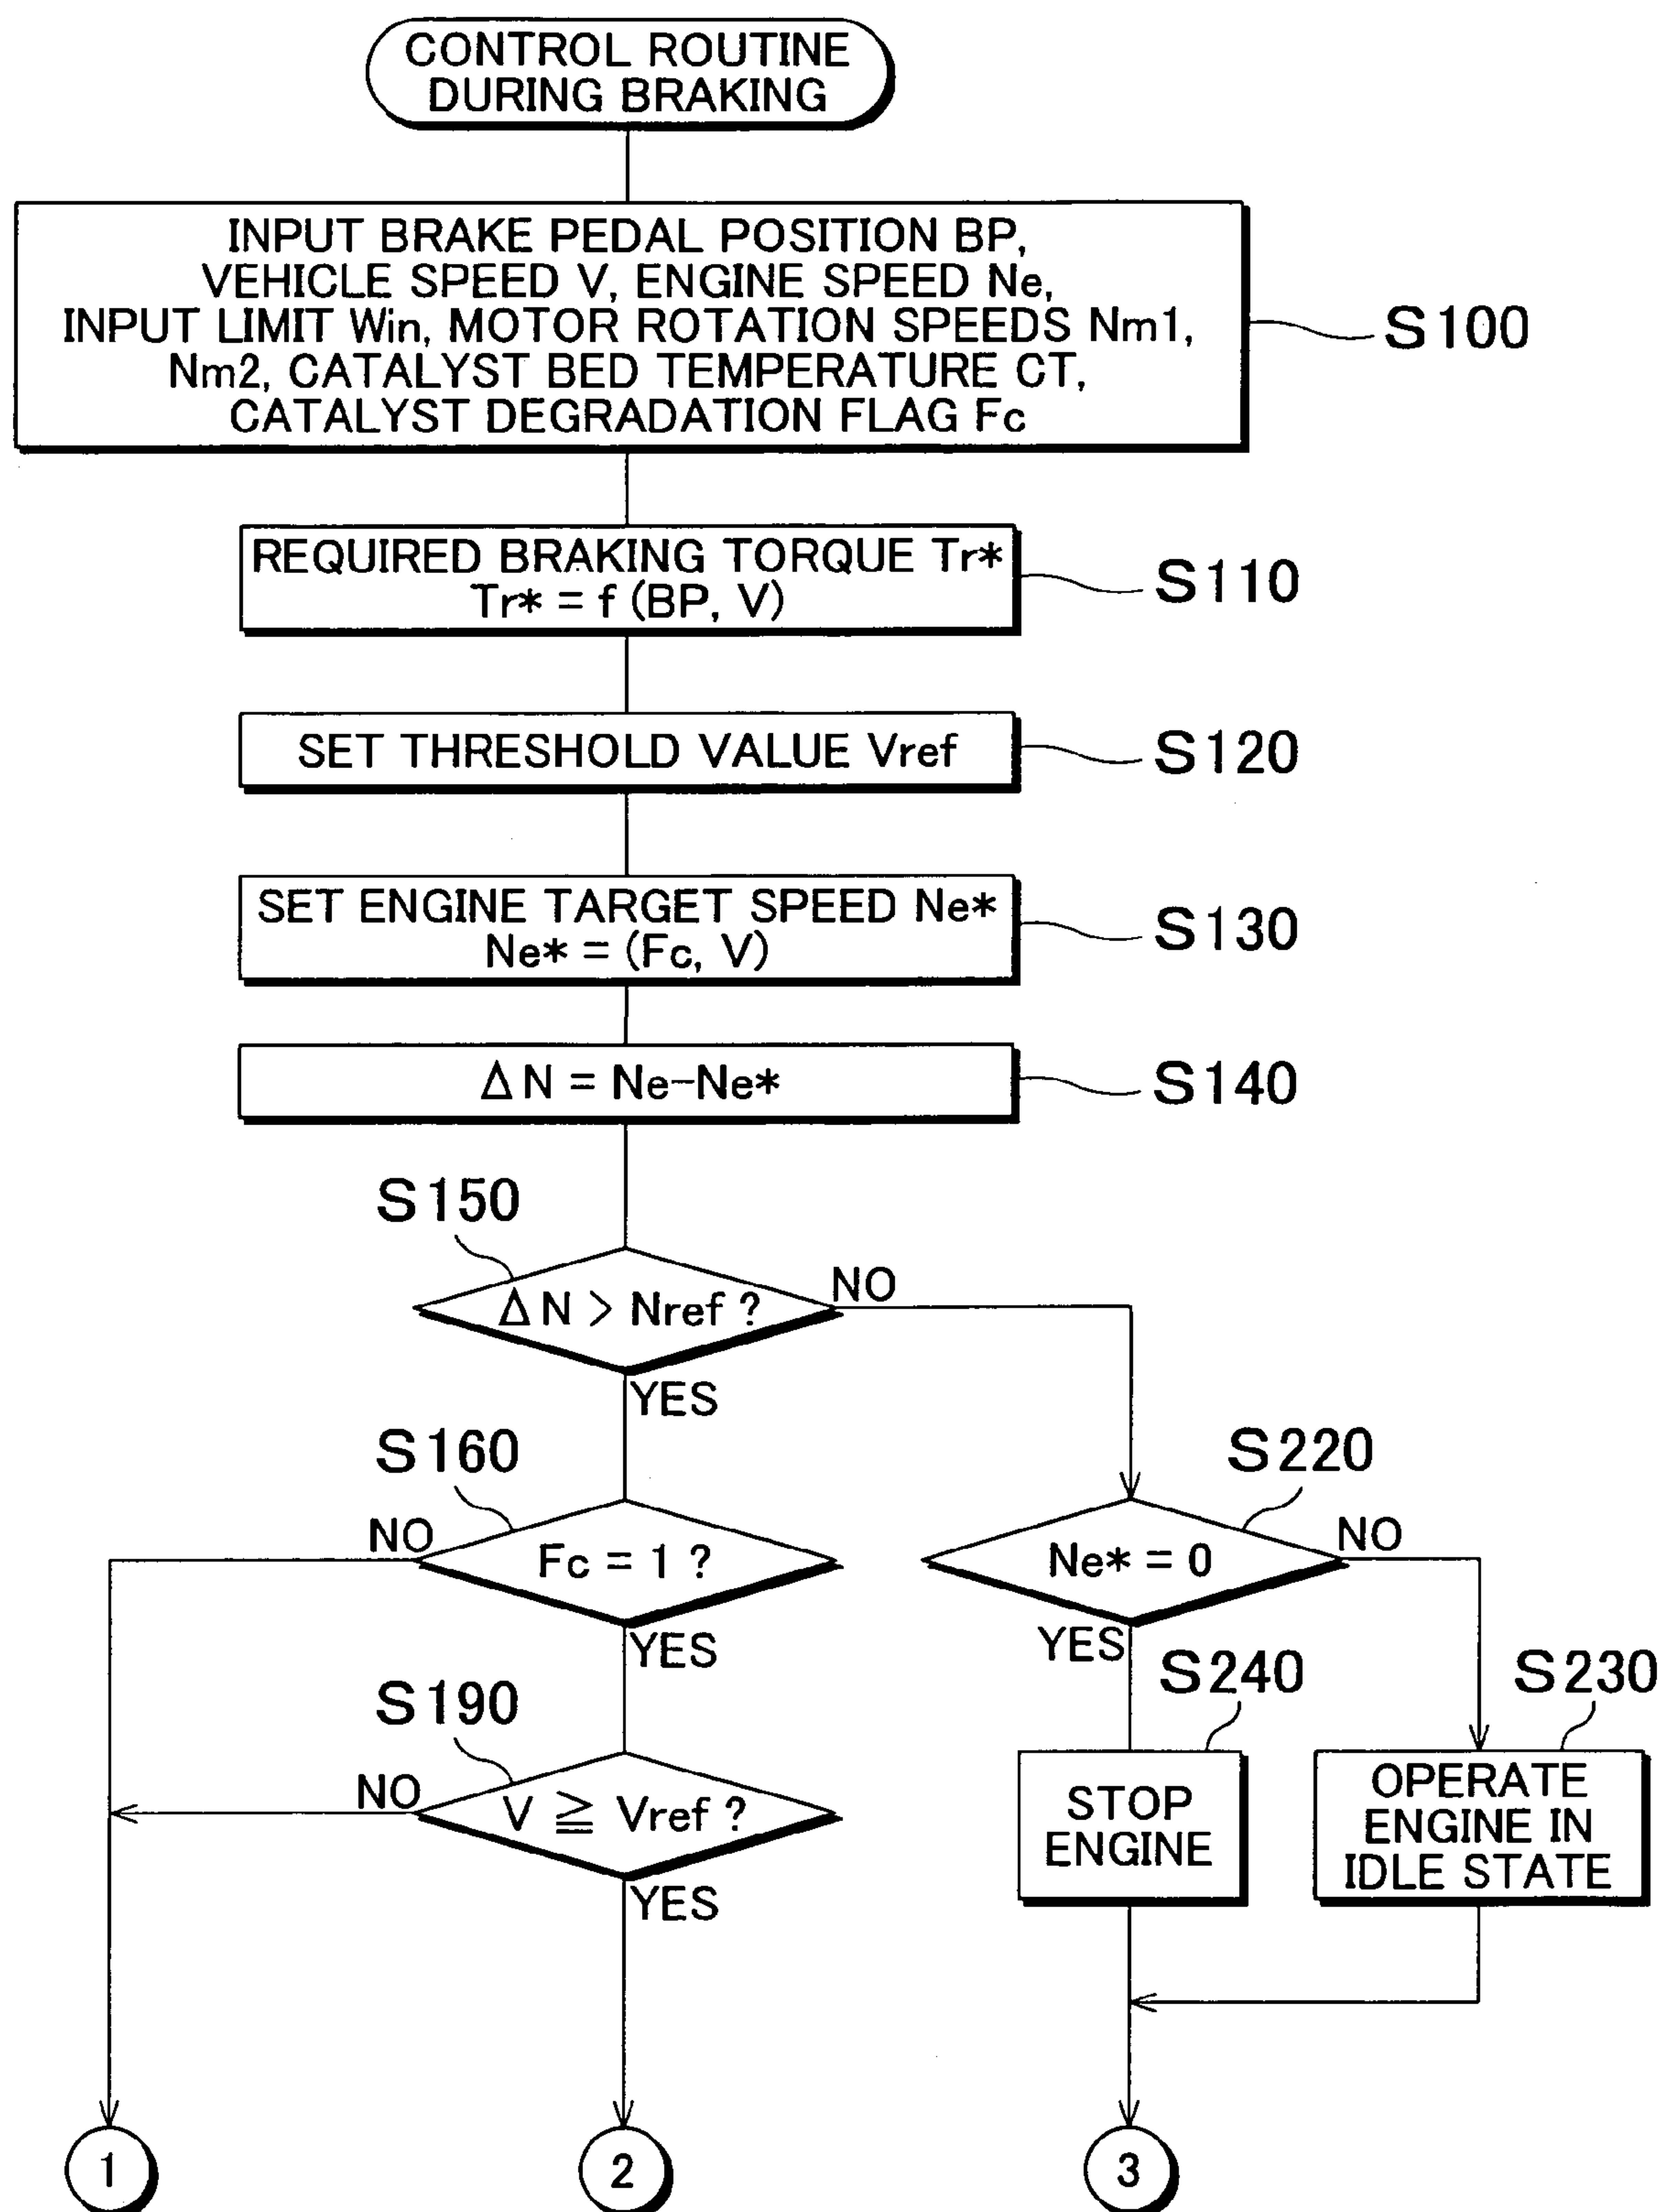 CONTROL ROUTINE
DURING BRAKING
INPUT BRAKE PEDAL POSITION BP,
VEHICLE SPEED V, ENGINE SPEED Ne,
INPUT LIMIT Win, MOTOR ROTATION SPEEDS Nm1,
Nm2, CATALYST BED TEMPERATURE CT,
CATALYST DEGRADATION FLAG Fc
S100
REQUIRED BRAKING TORQUE Tr*
Tr* = f (BP, V)
S110
SET THRESHOLD VALUE Vref
S120
SET ENGINE TARGET SPEED Ne*
Ne* = (Fc, V)
S130
ΔN = Ne-Ne*
S140
S150
ΔN > Nref ?
NO
YES
S160
NO
Fc = 1 ?
YES
S220
Ne* = 0
NO
YES
S190
NO
V ≧ Vref ?
YES
S240
STOP
ENGINE
S230
OPERATE
ENGINE IN
IDLE STATE
1
2
3